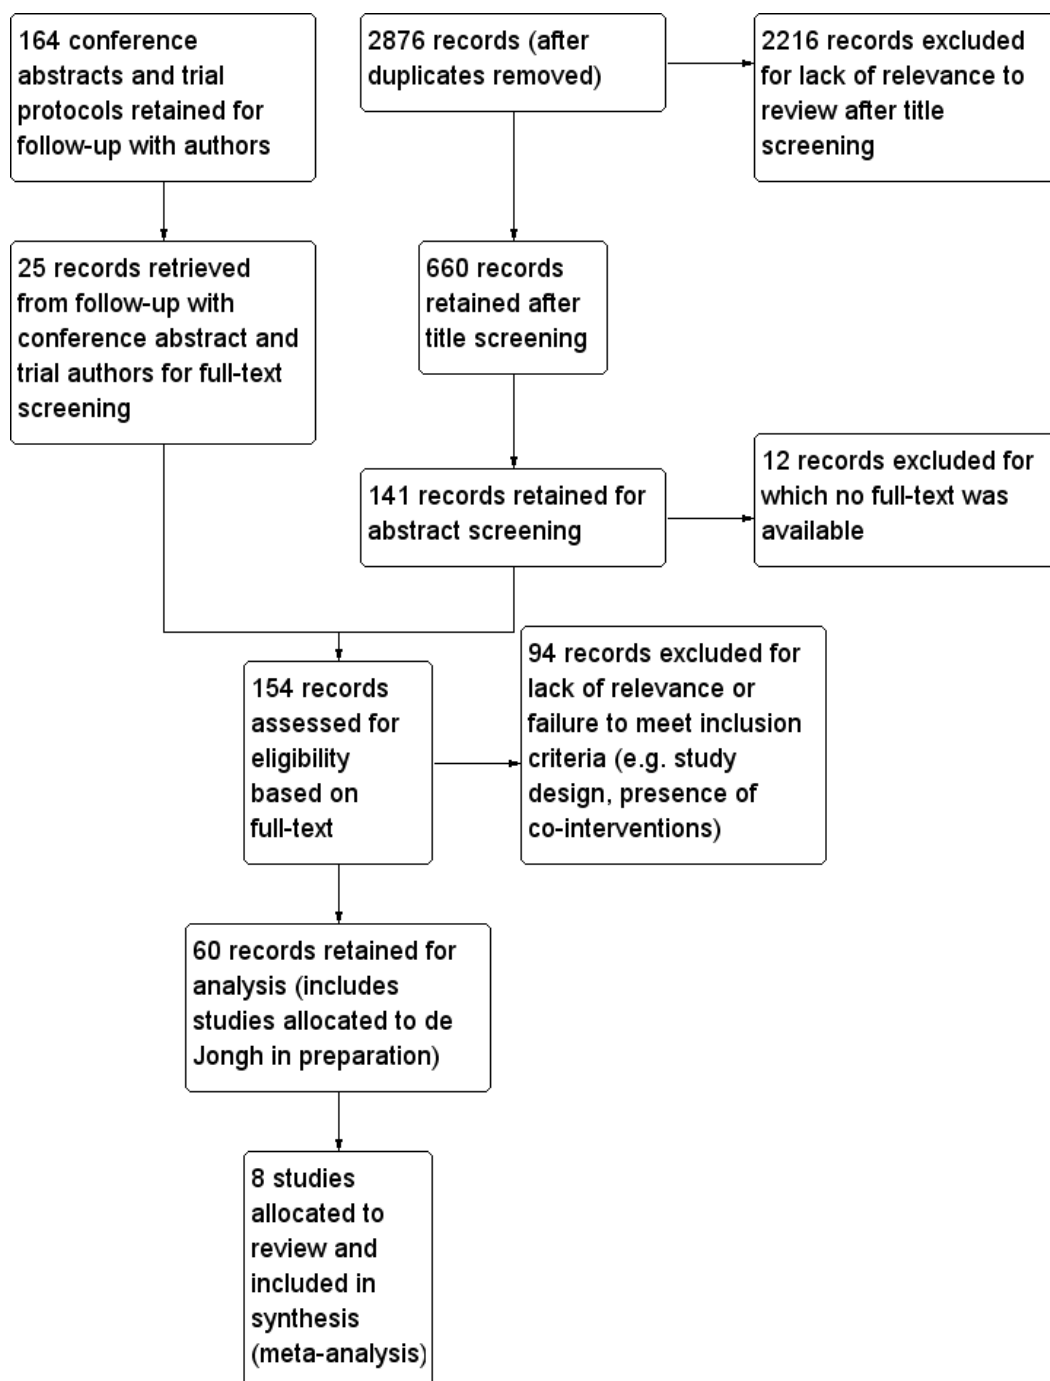 164 conference
abstracts and trial
protocols retained for
follow-up with authors
2876 records (after
duplicates removed)
2216 records excluded
for lack of relevance to
review after title
screening
25 records retrieved
from follow-up with
conference abstract and
trial authors for full-text
screening
660 records
retained after
title screening
141 records retained for
abstract screening
12 records excluded for
which no full-text was
available
154 records
assessed for
eligibility
based on
full-text
94 records excluded for
lack of relevance or
failure to meet inclusion
criteria (e.g. study
design, presence of
co-interventions)
60 records retained for
analysis (includes
studies allocated to de
Jongh in preparation)
8 studies
allocated to
review and
included in
synthesis
(meta-analysis)